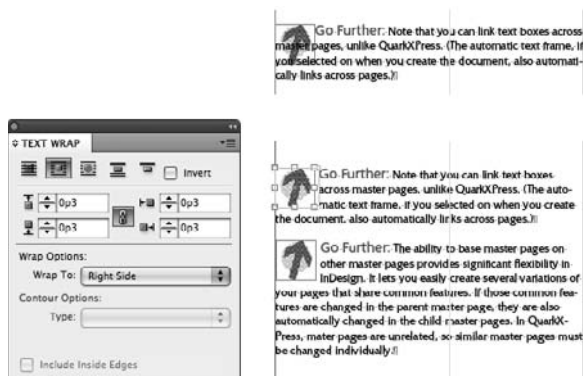 Go Further: Note that you can link text boxes across
master pages, unlike QuarkXPress. (The automatic text frame, if
you selected on when you create the document, also automati-
cally links across pages.)¶
TEXT WRAP
Invert
0p3 0p3
0p3 0p3
Wrap Options:
Wrap To: Right Side
Contour Options:
Type:
Include Inside Edges
Go Further: Note that you can link text boxes
across master pages, unlike QuarkXPress. (The auto-
matic text frame, if you selected on when you create
the document, also automatically links across pages.)¶
Go Further: The ability to base master pages on
other master pages provides significant flexibility in
InDesign. It lets you easily create several variations of
your pages that share common features. If those common fea-
tures are changed in the parent master page, they are also
automatically changed in the child master pages. In QuarkX-
Press, mater pages are unrelated, so similar master pages must
be changed individually.¶